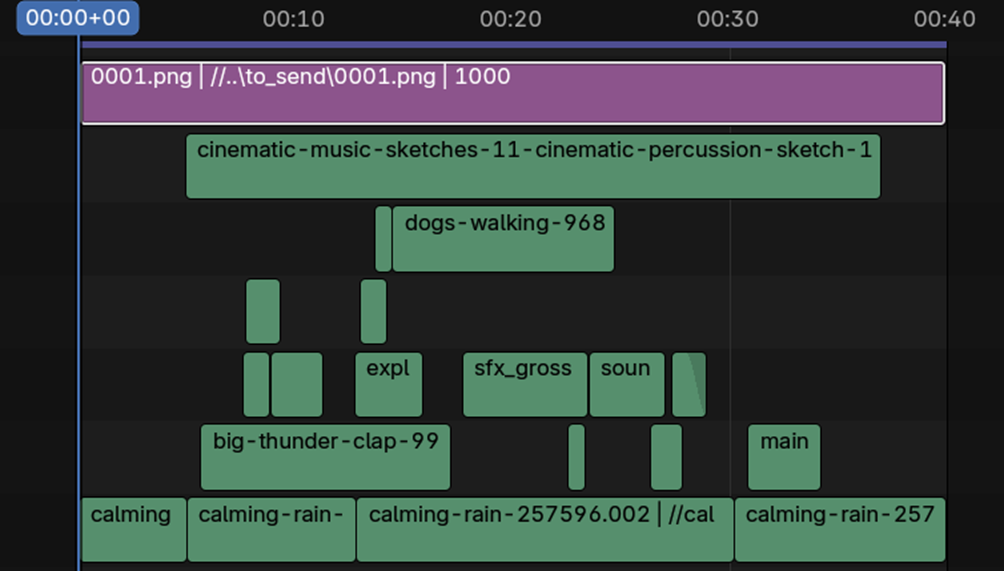 00:00+00 00:10 00:20 00:30 00:40
0001.png | //..\to_send\0001.png | 1000
cinematic-music-sketches-11-cinematic-percussion-sketch-1
dogs-walking-968
expl sfx_gross soun
big-thunder-clap-99 main
calming calming-rain- calming-rain-257596.002 | //cal calming-rain-257